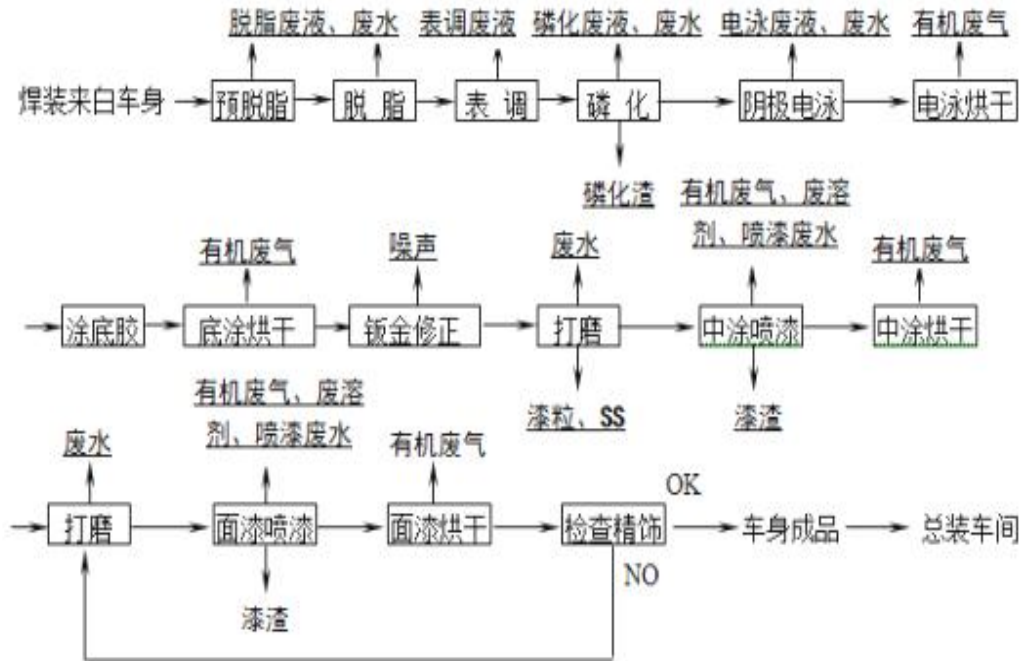 脱脂废液、废水 表调废液 磷化废液、废水 电泳废液、废水 有机废气
焊装来白车身 预脱脂 脱 脂 表 调 磷 化 阴极电泳 电泳烘干
磷化渣
有机废气、废溶
剂、喷漆废水
有机废气 噪声 废水 有机废气
涂底胶 底涂烘干 钣金修正 打磨 中涂喷漆 中涂烘干
漆粒、SS 漆渣
有机废气、废溶
剂、喷漆废水
废水 有机废气
OK
打磨 面漆喷漆 面漆烘干 检查精饰 车身成品 总装车间
NO
漆渣